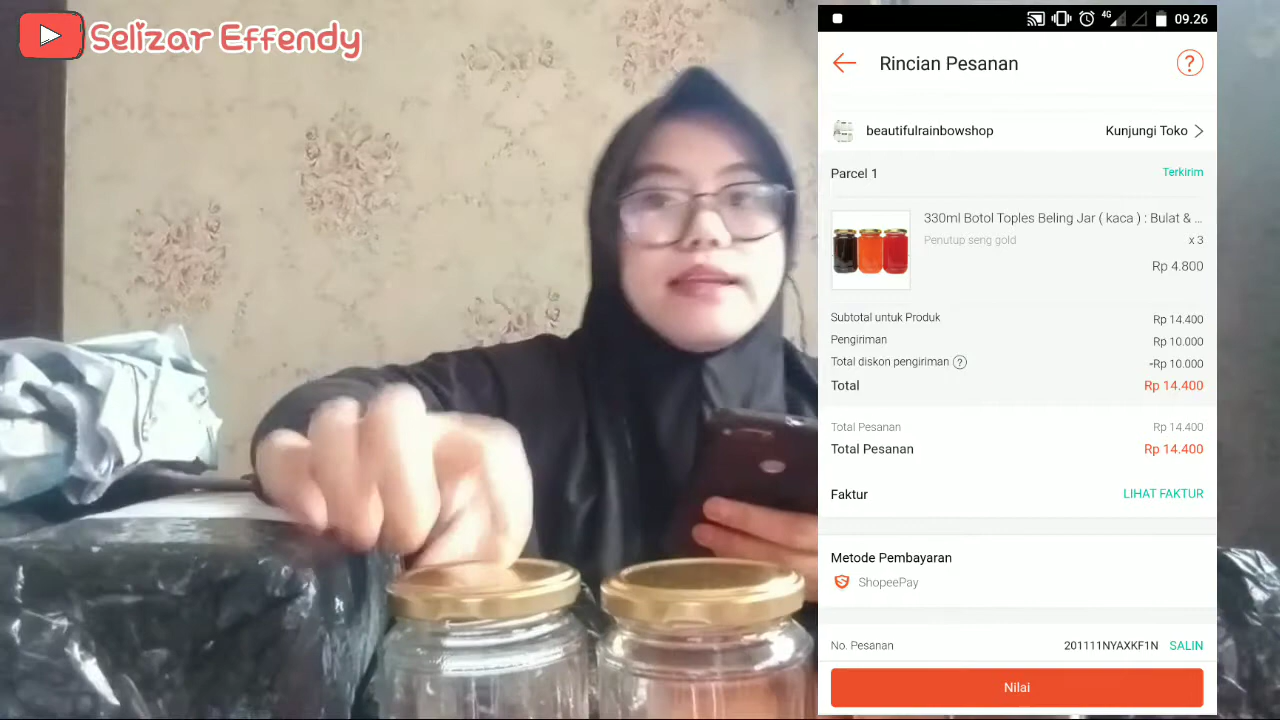 Selizar Effendy
4G 09.26
Rincian Pesanan ?
beautifulrainbowshop Kunjungi Toko
Parcel 1 Terkirim
330ml Botol Toples Beling Jar ( kaca ) : Bulat & ...
Penutup seng gold x 3
Rp 4.800
Subtotal untuk Produk Rp 14.400
Pengiriman Rp 10.000
Total diskon pengiriman ? -Rp 10.000
Total Rp 14.400
Total Pesanan Rp 14.400
Total Pesanan Rp 14.400
Faktur LIHAT FAKTUR
Metode Pembayaran
ShopeePay
No. Pesanan 201111NYAXKF1N SALIN
Nilai